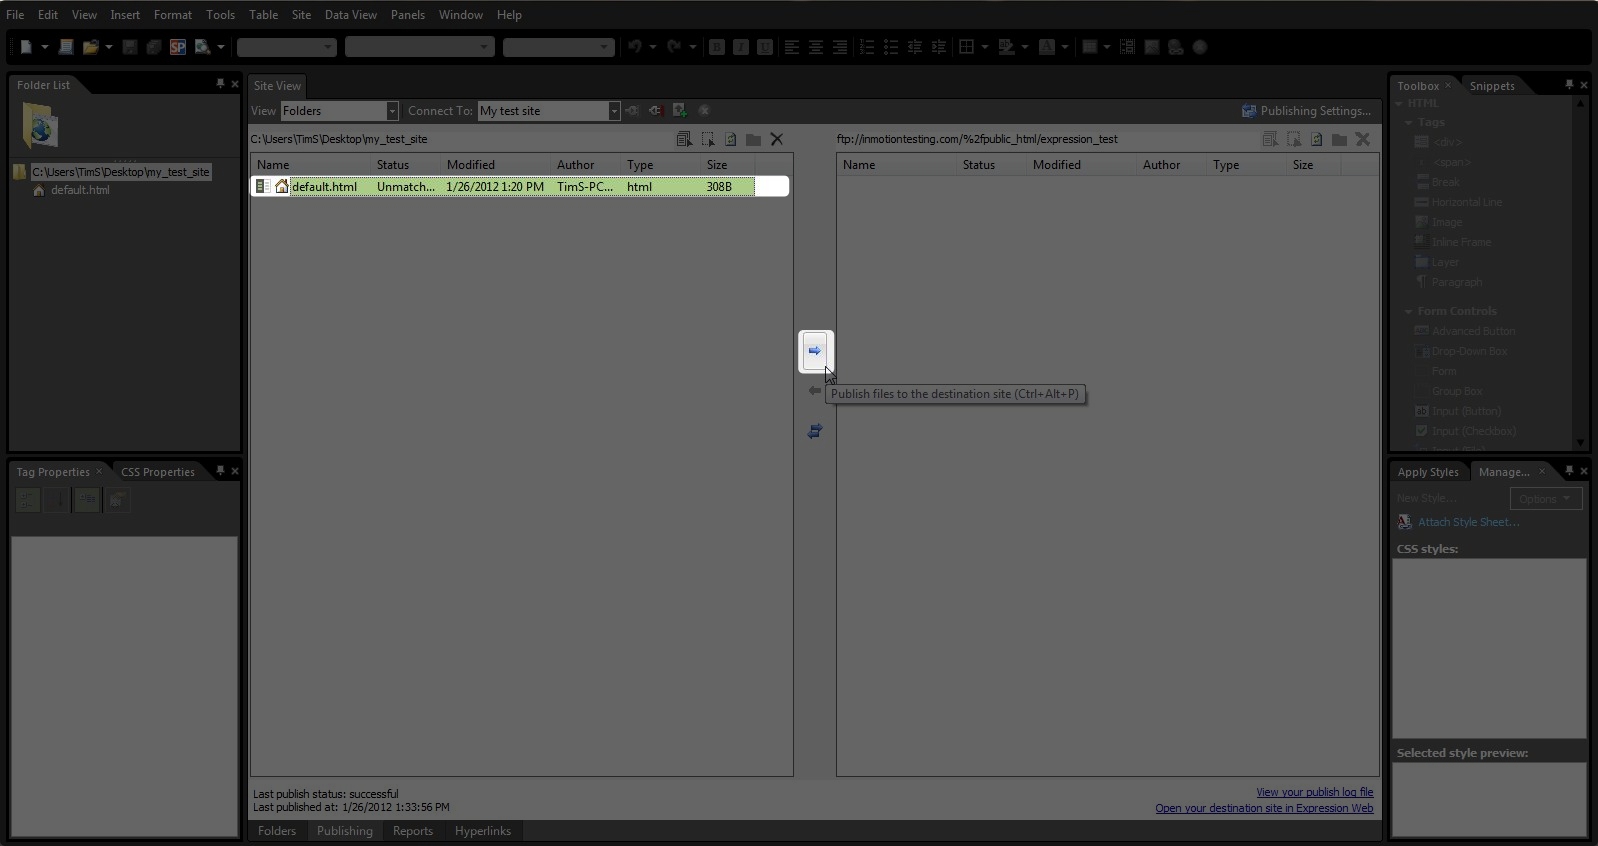 File Edit View Insert Format Tools Table Site Data View Panels Window Help
SP
Folder List
C:\Users\TimS\Desktop\my_test_site
default.html
Site View
View Folders Connect To: My test site Publishing Settings...
C:\Users\TimS\Desktop\my_test_site
Name Status Modified Author Type Size
default.html Unmatch... 1/26/2012 1:20 PM TimS-PC... html 308B
ftp://inmotiontesting.com/%2fpublic_html/expression_test
Name Status Modified Author Type Size
Publish files to the destination site (Ctrl+Alt+P)
Last publish status: successful
Last published at: 1/26/2012 1:33:56 PM
View your publish log file
Open your destination site in Expression Web
Folders Publishing Reports Hyperlinks
Tag Properties CSS Properties
Toolbox Snippets
HTML
Tags
<div>
<span>
Break
Horizontal Line
Image
Inline Frame
Layer
Paragraph
Form Controls
Advanced Button
Drop-Down Box
Form
Group Box
Input (Button)
Input (Checkbox)
Apply Styles Manage...
New Style... Options
Attach Style Sheet...
CSS styles:
Selected style preview: